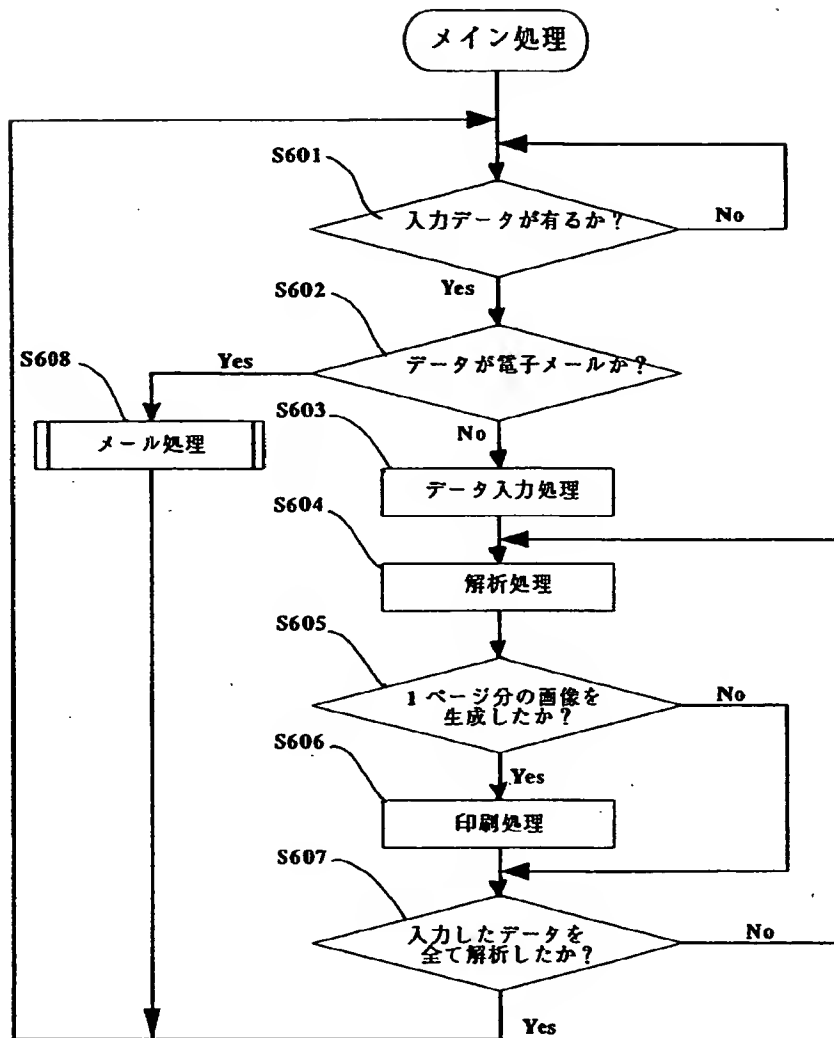 メイン処理
S601
入力データが有るか？
No
Yes
S602
データが電子メールか？
Yes
S608
メール処理
No
S603
データ入力処理
S604
解析処理
S605
1 ページ分の画像を
生成したか？
No
Yes
S606
印刷処理
S607
入力したデータを
全て解析したか？
No
Yes